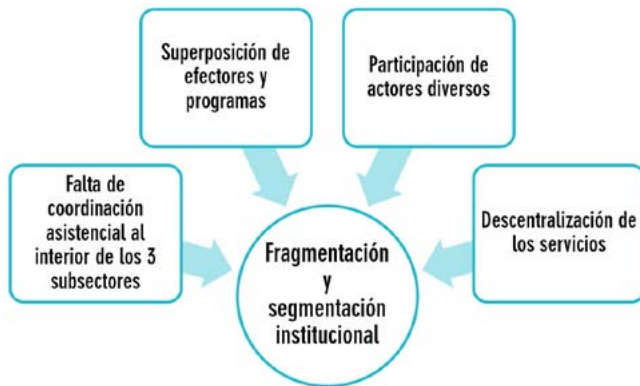 Superposición de
efectores y
programas
Participación de
actores diversos
Falta de
coordinación
asistencial al
interior de los 3
subsectores
Descentralización de
los servicios
Fragmentación
y
segmentación
institucional